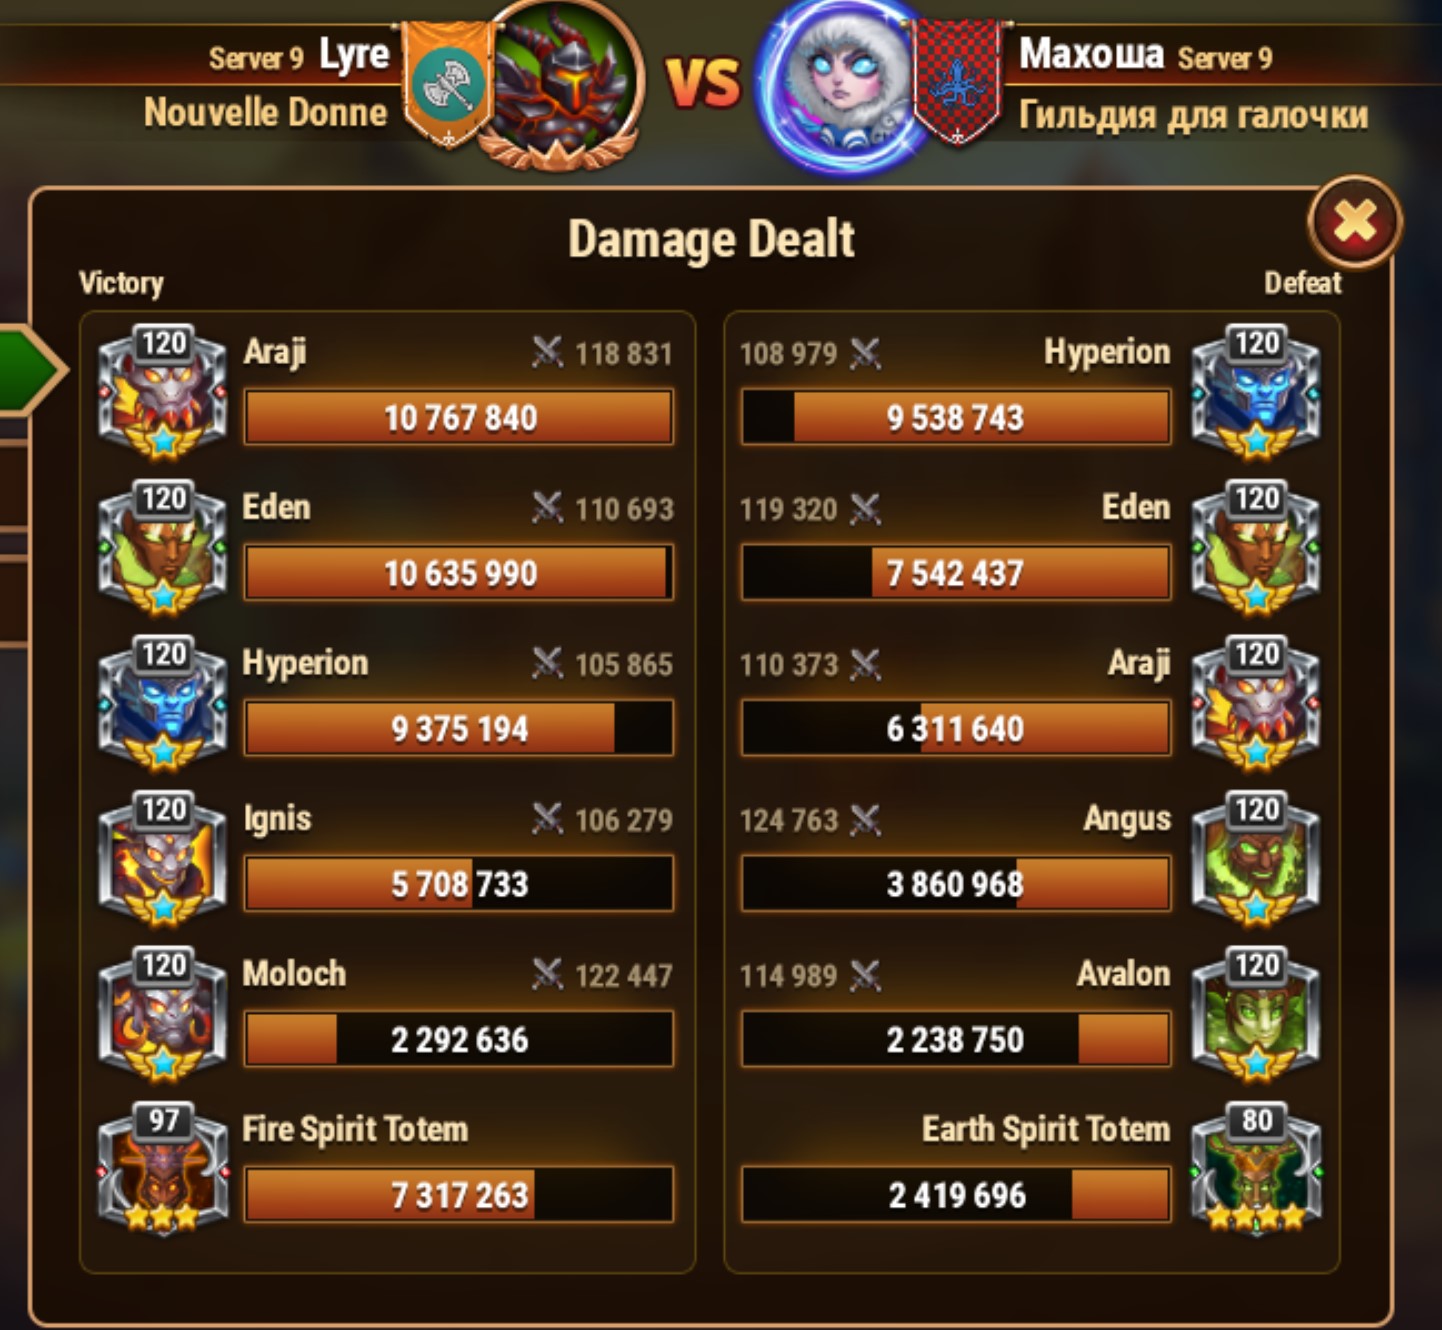 Server 9 Lyre
Nouvelle Donne
VS
Махоша Server 9
Гильдия для галочки
Damage Dealt
Victory
Defeat
120 Araji 118 831
10 767 840
108 979 Hyperion 120
9 538 743
120 Eden 110 693
10 635 990
119 320 Eden 120
7 542 437
120 Hyperion 105 865
9 375 194
110 373 Araji 120
6 311 640
120 Ignis 106 279
5 708 733
124 763 Angus 120
3 860 968
120 Moloch 122 447
2 292 636
114 989 Avalon 120
2 238 750
97 Fire Spirit Totem
7 317 263
Earth Spirit Totem 80
2 419 696